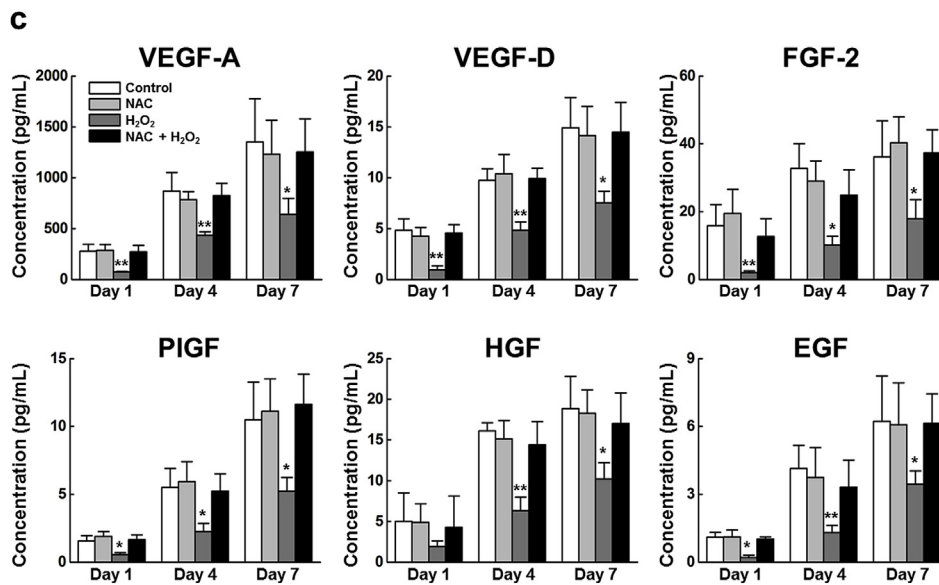 c
VEGF-A
Concentration (pg/mL)
2000
1500
1000
500
0
Control
NAC
H₂O₂
NAC + H₂O₂
**
**
*
Day 1 Day 4 Day 7
VEGF-D
Concentration (pg/mL)
20
15
10
5
0
**
**
*
Day 1 Day 4 Day 7
FGF-2
Concentration (pg/mL)
60
40
20
0
**
*
*
Day 1 Day 4 Day 7
PlGF
Concentration (pg/mL)
15
10
5
0
*
*
*
Day 1 Day 4 Day 7
HGF
Concentration (pg/mL)
25
20
15
10
5
0
**
*
Day 1 Day 4 Day 7
EGF
Concentration (pg/mL)
9
6
3
0
*
**
*
Day 1 Day 4 Day 7